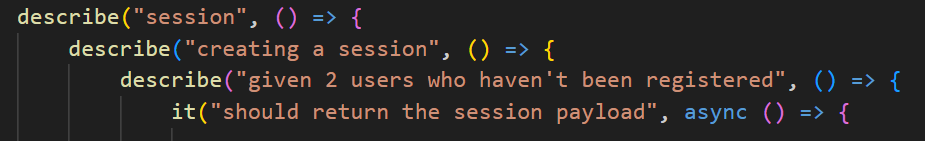 describe("session", () => {
describe("creating a session", () => {
describe("given 2 users who haven't been registered", () => {
it("should return the session payload", async () => {